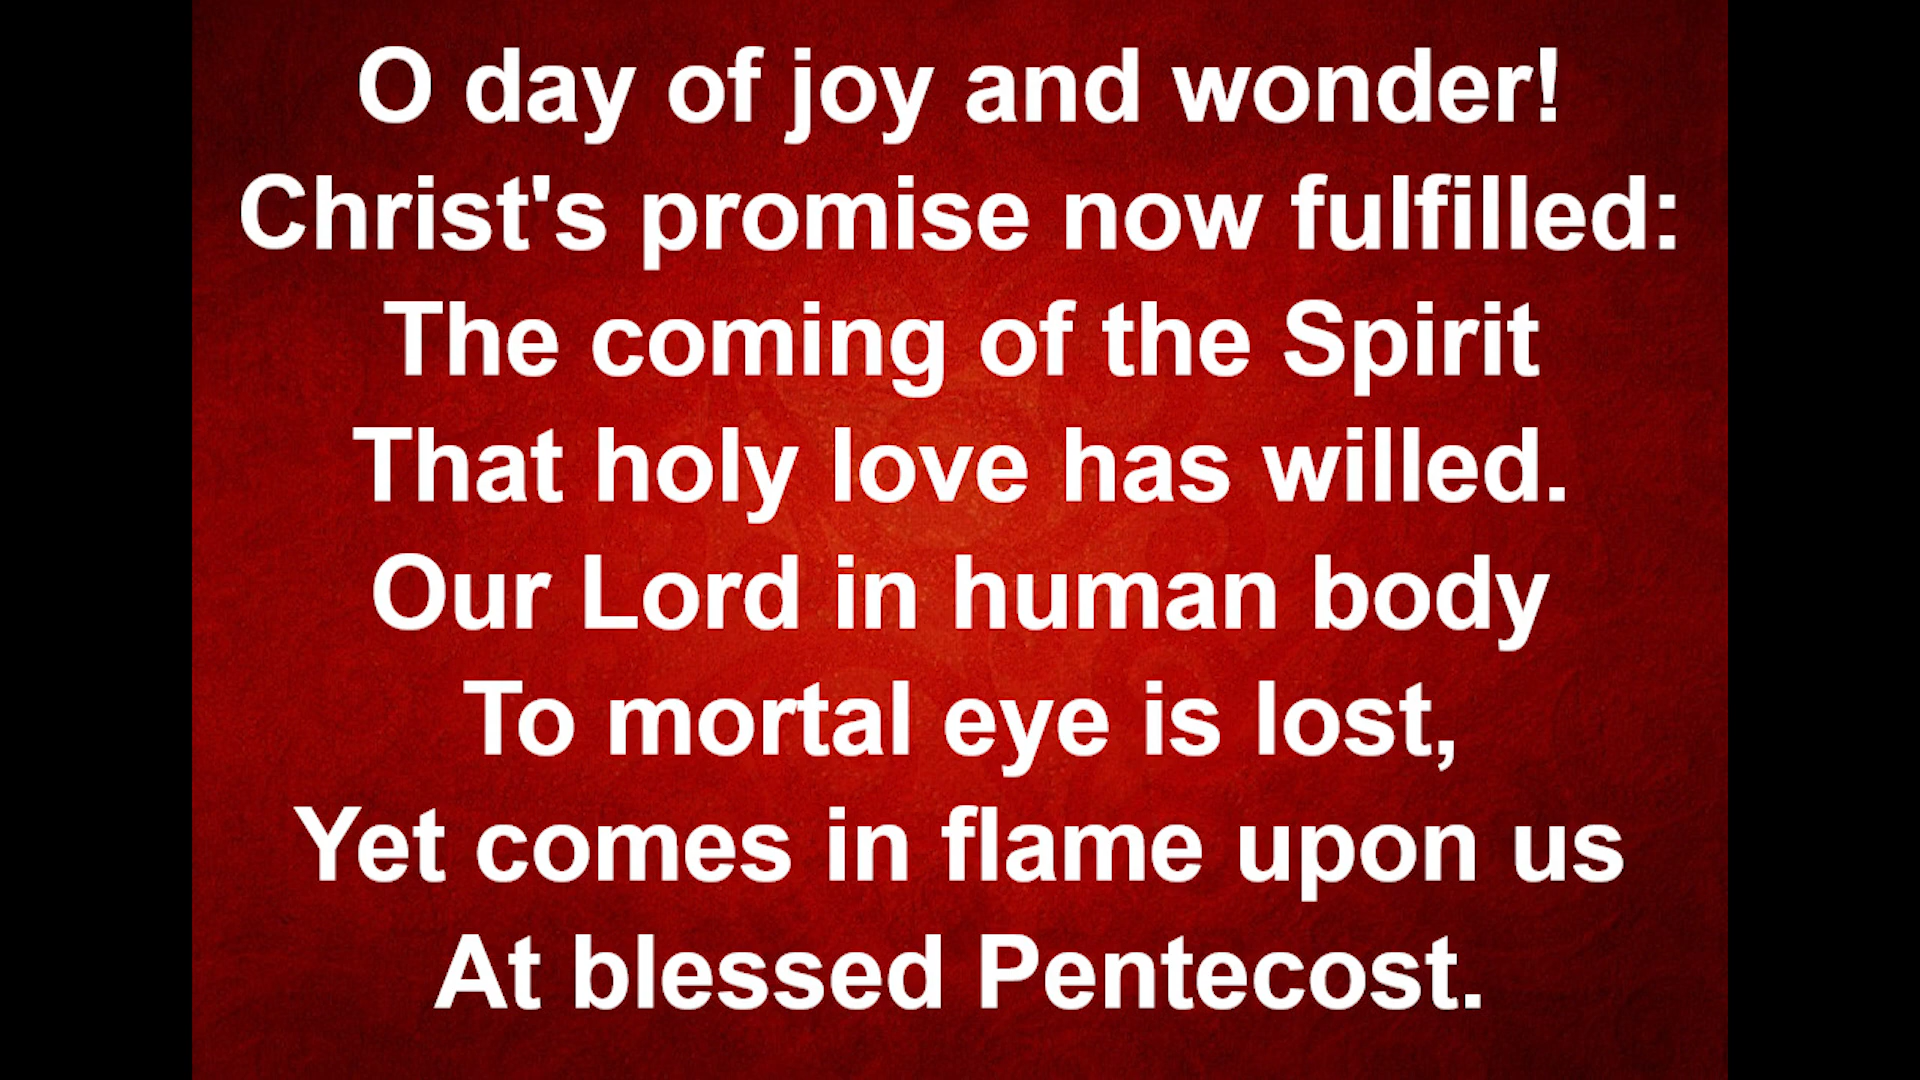 O day of joy and wonder!
Christ's promise now fulfilled:
The coming of the Spirit
That holy love has willed.
Our Lord in human body
To mortal eye is lost,
Yet comes in flame upon us
At blessed Pentecost.